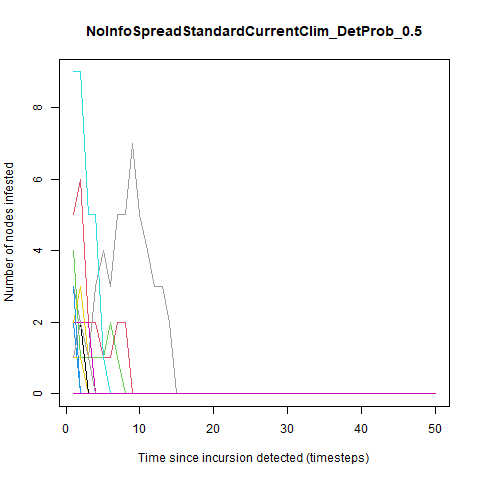 NoInfoSpreadStandardCurrentClim_DetProb_0.5
Number of nodes infested
8
6
4
2
0
0 10 20 30 40 50
Time since incursion detected (timesteps)